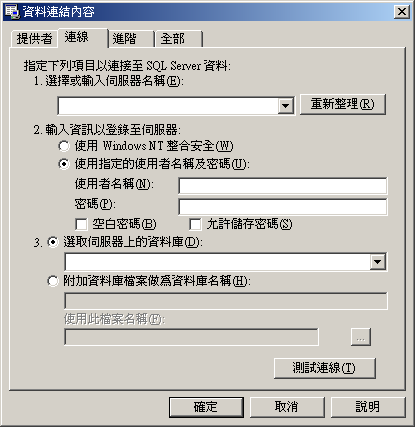 資料連結內容
提供者 連線 進階 全部
指定下列項目以連接至 SQL Server 資料:
1. 選擇或輸入伺服器名稱(E):
重新整理(R)
2. 輸入資訊以登錄至伺服器:
使用 Windows NT 整合安全(W)
使用指定的使用者名稱及密碼(U):
使用者名稱(N):
密碼(P):
空白密碼(B) 允許儲存密碼(S)
3. 選取伺服器上的資料庫(D):
附加資料庫檔案做為資料庫名稱(H):
使用此檔案名稱(F):
...
測試連線(T)
確定 取消 說明